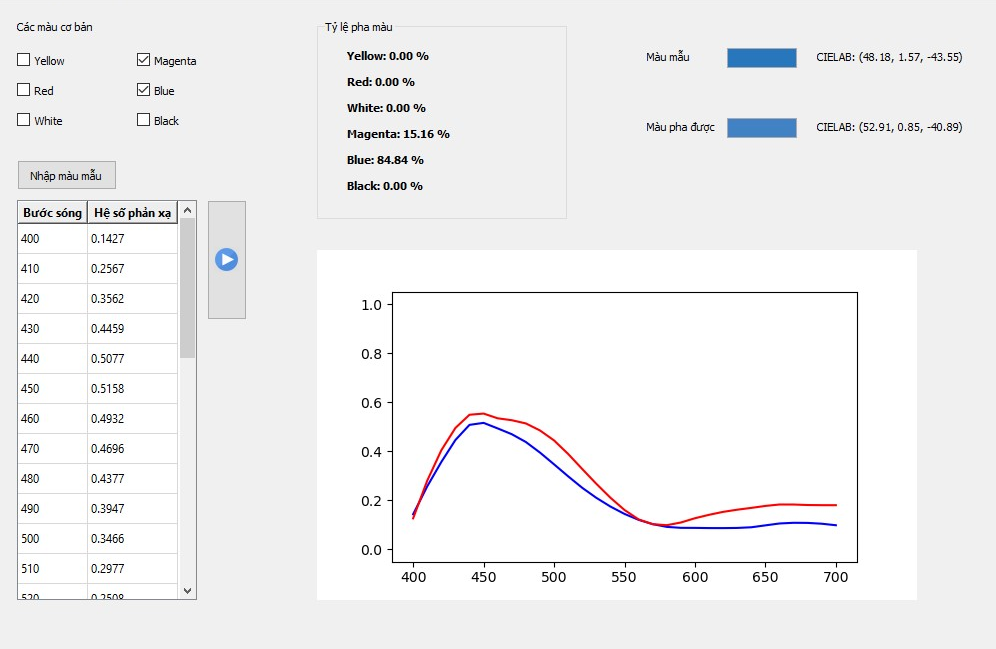 Các màu cơ bản
Yellow
Magenta
Red
Blue
White
Black
Nhập màu mẫu
Bước sóng Hệ số phản xạ
400 0.1427
410 0.2567
420 0.3562
430 0.4459
440 0.5077
450 0.5158
460 0.4932
470 0.4696
480 0.4377
490 0.3947
500 0.3466
510 0.2977
520 0.2508
Tỷ lệ pha màu
Yellow: 0.00 %
Red: 0.00 %
White: 0.00 %
Magenta: 15.16 %
Blue: 84.84 %
Black: 0.00 %
Màu mẫu CIELAB: (48.18, 1.57, -43.55)
Màu pha được CIELAB: (52.91, 0.85, -40.89)
1.0
0.8
0.6
0.4
0.2
0.0
400 450 500 550 600 650 700